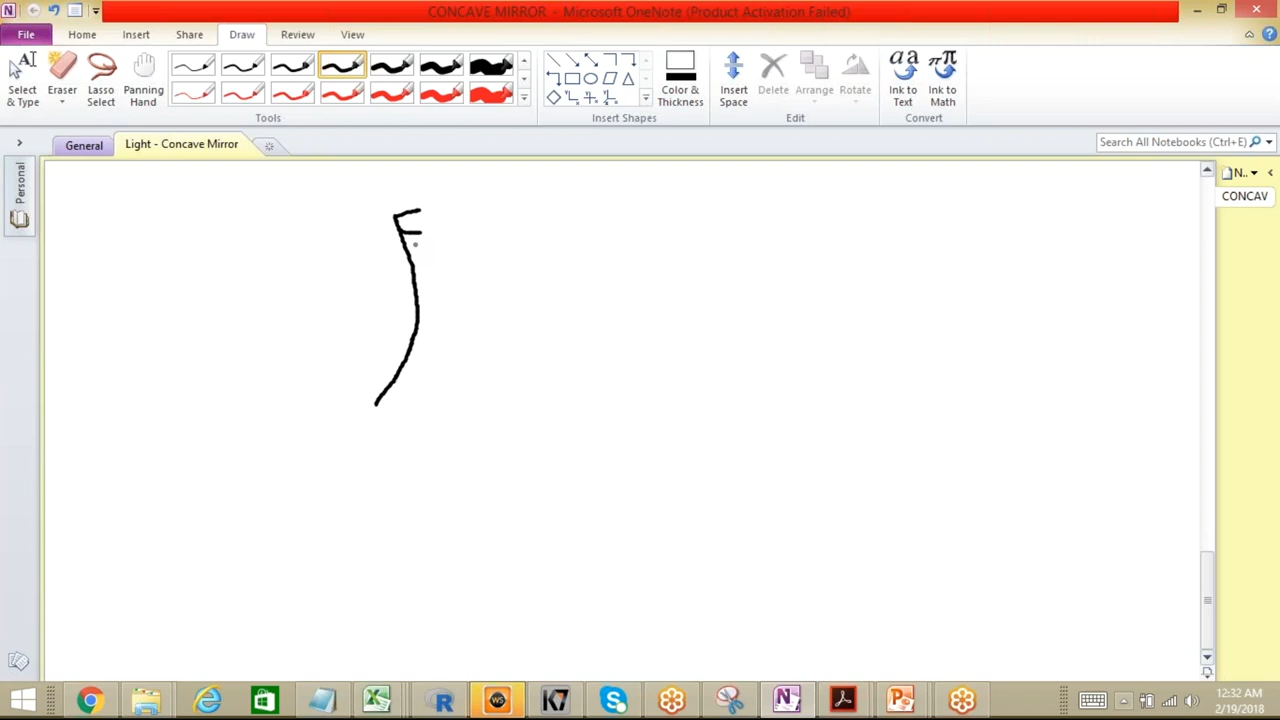 CONCAVE MIRROR - Microsoft OneNote (Product Activation Failed)
File Home Insert Share Draw Review View
Select & Type
Eraser
Lasso Select
Panning Hand
Color & Thickness
Insert Space
Delete
Arrange
Rotate
Ink to Text
Ink to Math
Tools
Insert Shapes
Edit
Convert
General
Light - Concave Mirror
Search All Notebooks (Ctrl+E)
Personal
N..
CONCAV
12:32 AM
2/19/2018